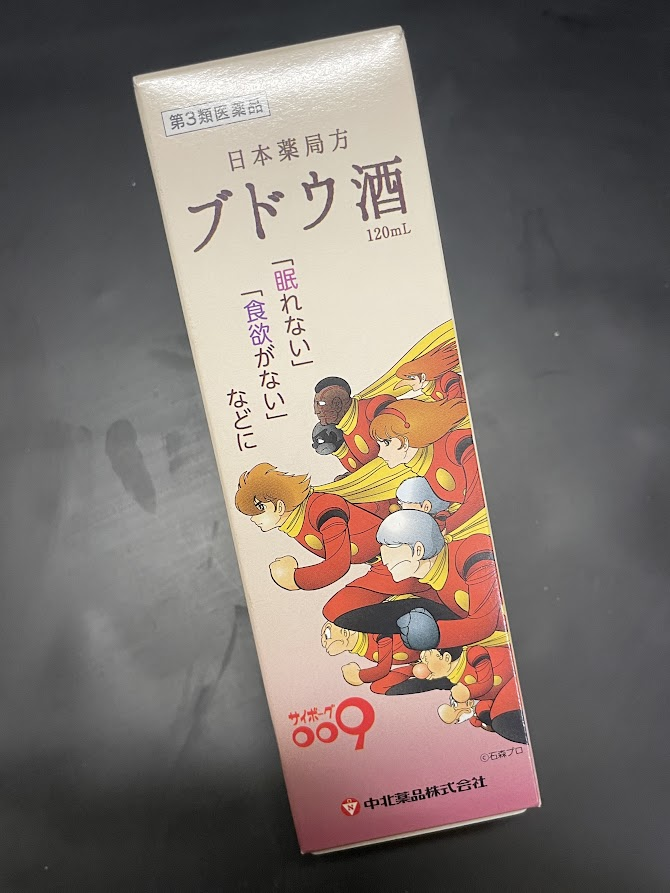 第3類医薬品
日本薬局方
ブドウ酒
120mL
「眠れない」
「食欲がない」
などに
サイボーグ
009
©石森プロ
中北薬品株式会社